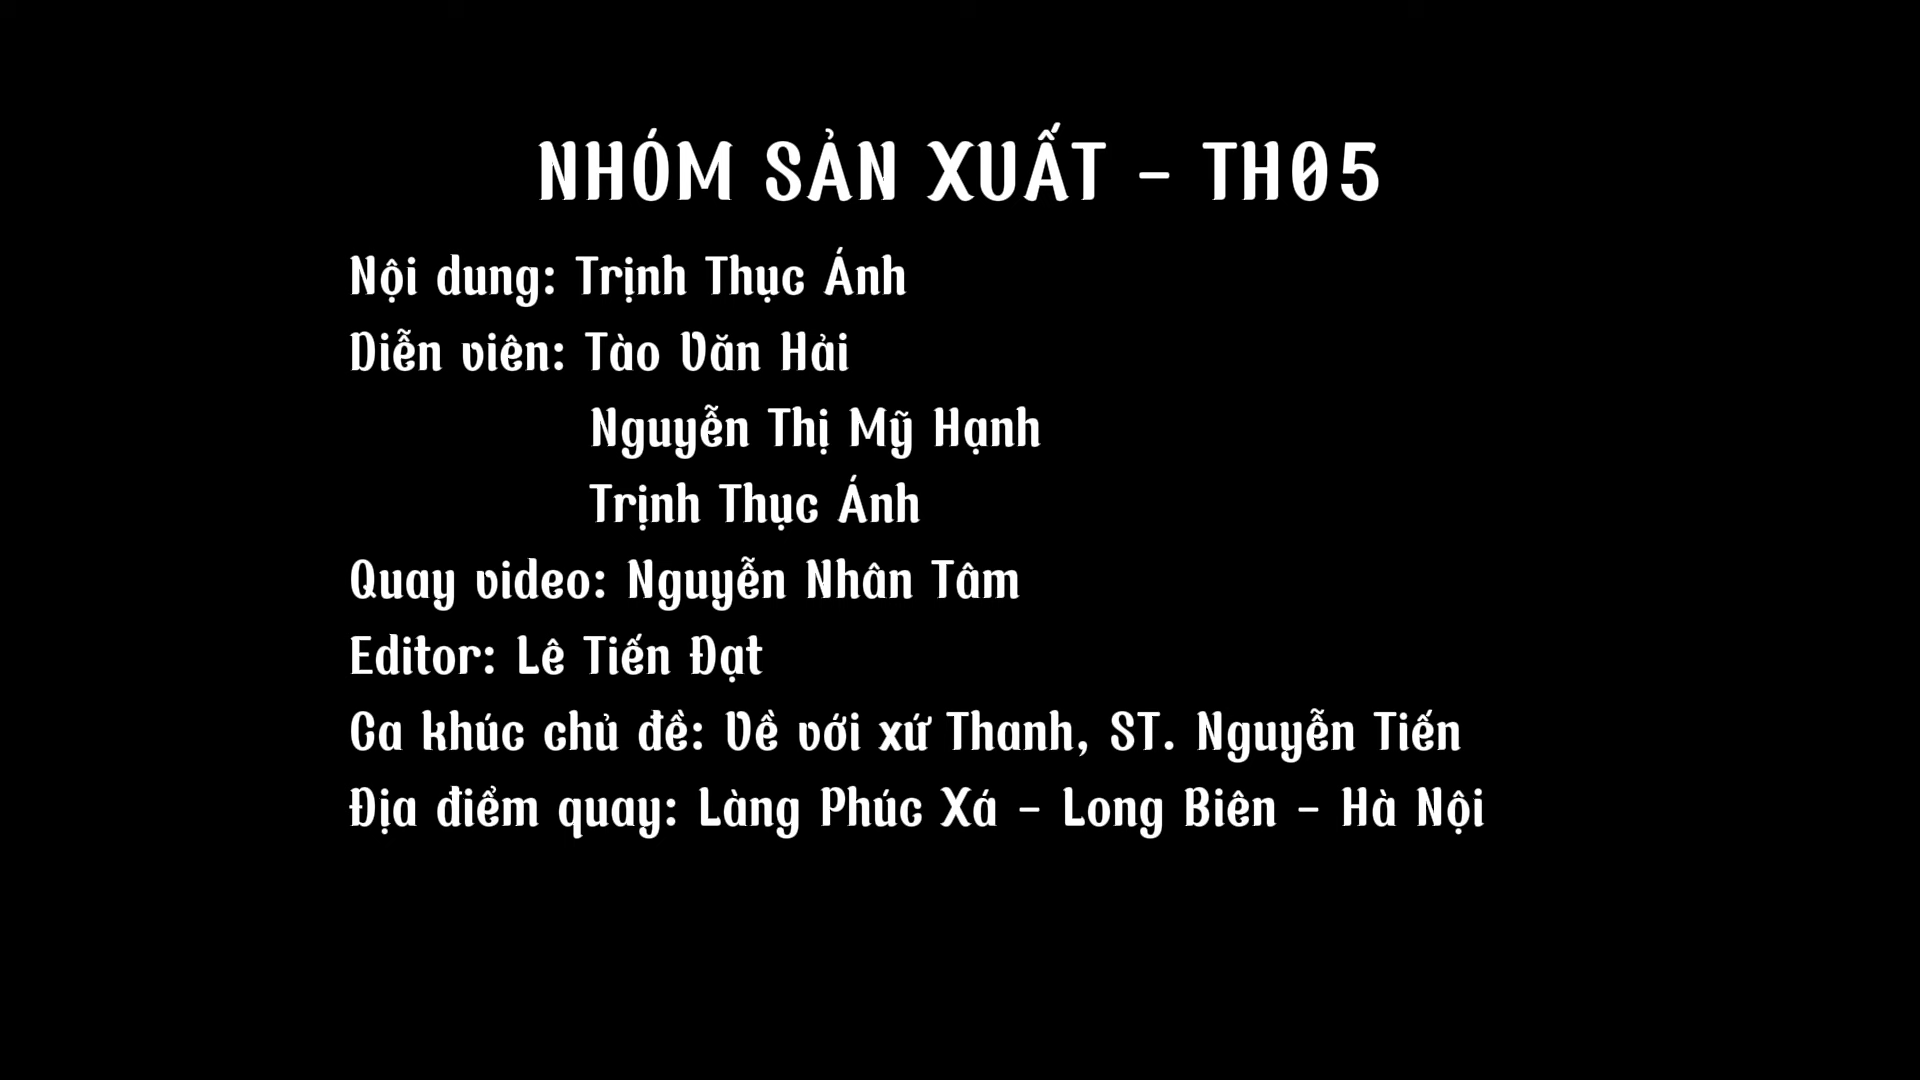 NHÓM SẢN XUẤT - TH05
Nội dung: Trịnh Thục Ánh
Diễn viên: Tào Văn Hải
Nguyễn Thị Mỹ Hạnh
Trịnh Thục Ánh
Quay video: Nguyễn Nhân Tâm
Editor: Lê Tiến Đạt
Ca khúc chủ đề: Về với xứ Thanh, ST. Nguyễn Tiến
Địa điểm quay: Làng Phúc Xá - Long Biên - Hà Nội